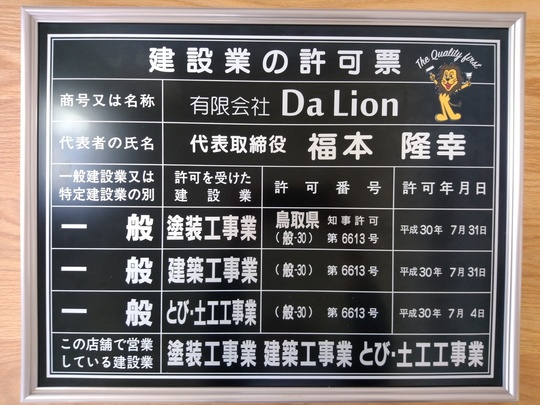 建設業の許可票
The Quality first
商号又は名称 有限会社 Da Lion
代表者の氏名 代表取締役 福本 隆幸
一般建設業又は
特定建設業の別
許可を受けた
建設業
許可番号
許可年月日
一般 塗装工事業 鳥取県 知事許可
(般-30) 第6613号 平成30年 7月31日
一般 建築工事業 (般-30) 第6613号 平成30年 7月31日
一般 とび・土工工事業 (般-30) 第6613号 平成30年 7月 4日
この店舗で営業
している建設業
塗装工事業 建築工事業 とび・土工工事業